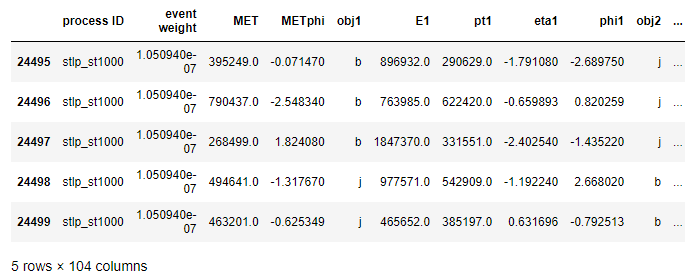 process ID event weight MET METphi obj1 E1 pt1 eta1 phi1 obj2 ...
24495 stlp_st1000 1.050940e-07 395249.0 -0.071470 b 896932.0 290629.0 -1.791080 -2.689750 j ...
24496 stlp_st1000 1.050940e-07 790437.0 -2.548340 b 763985.0 622420.0 -0.659893 0.820259 j ...
24497 stlp_st1000 1.050940e-07 268499.0 1.824080 b 1847370.0 331551.0 -2.402540 -1.435220 j ...
24498 stlp_st1000 1.050940e-07 494641.0 -1.317670 j 977571.0 542909.0 -1.192240 2.668020 b ...
24499 stlp_st1000 1.050940e-07 463201.0 -0.625349 j 465652.0 385197.0 0.631696 -0.792513 b ...
5 rows × 104 columns